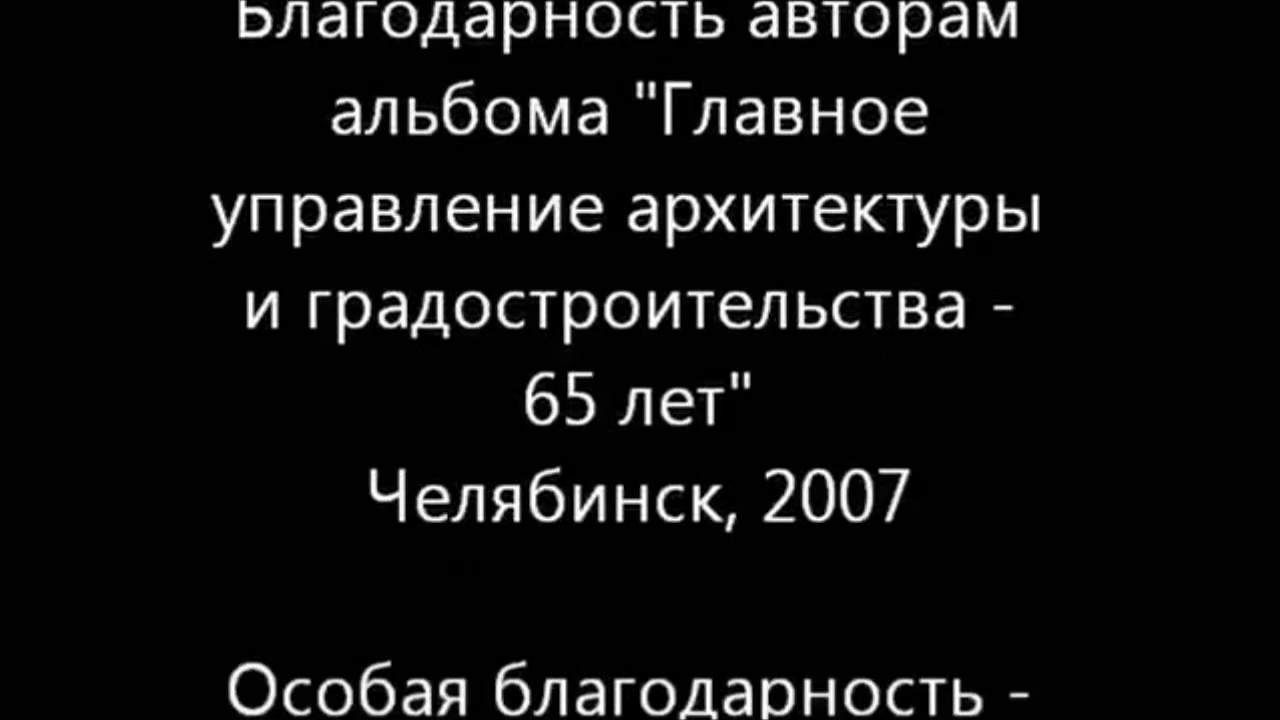 Благодарность авторам
альбома "Главное
управление архитектуры
и градостроительства -
65 лет"
Челябинск, 2007
Особая благодарность -